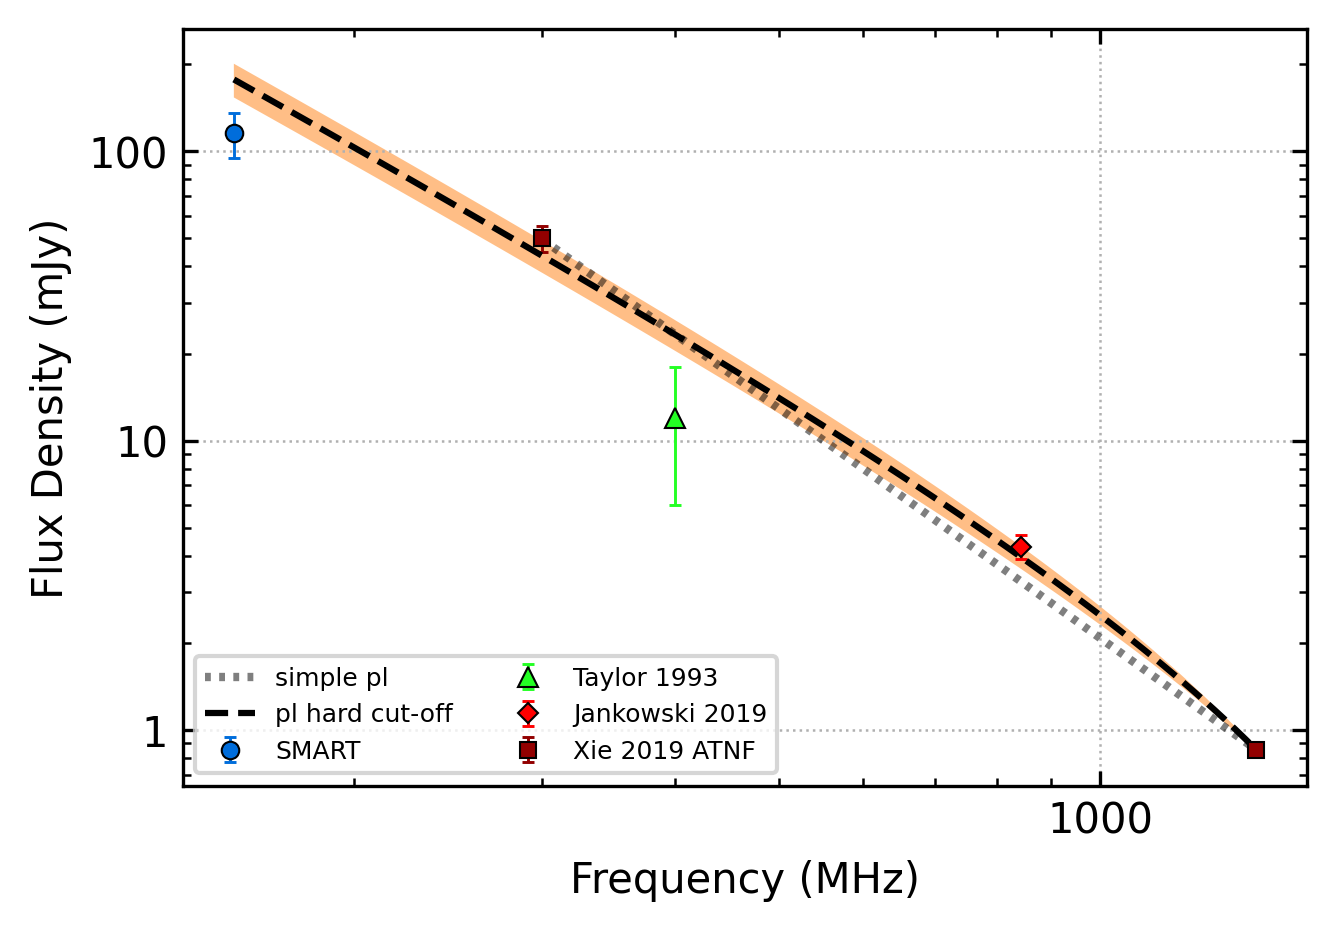 100
10
1
Flux Density (mJy)
simple pl
pl hard cut-off
SMART
Taylor 1993
Jankowski 2019
Xie 2019 ATNF
1000
Frequency (MHz)